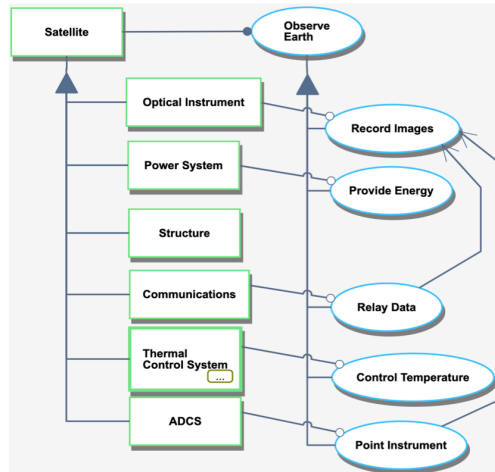 Satellite
Observe
Earth
Optical Instrument
Record Images
Power System
Provide Energy
Structure
Communications
Relay Data
Thermal
Control System
...
Control Temperature
ADCS
Point Instrument